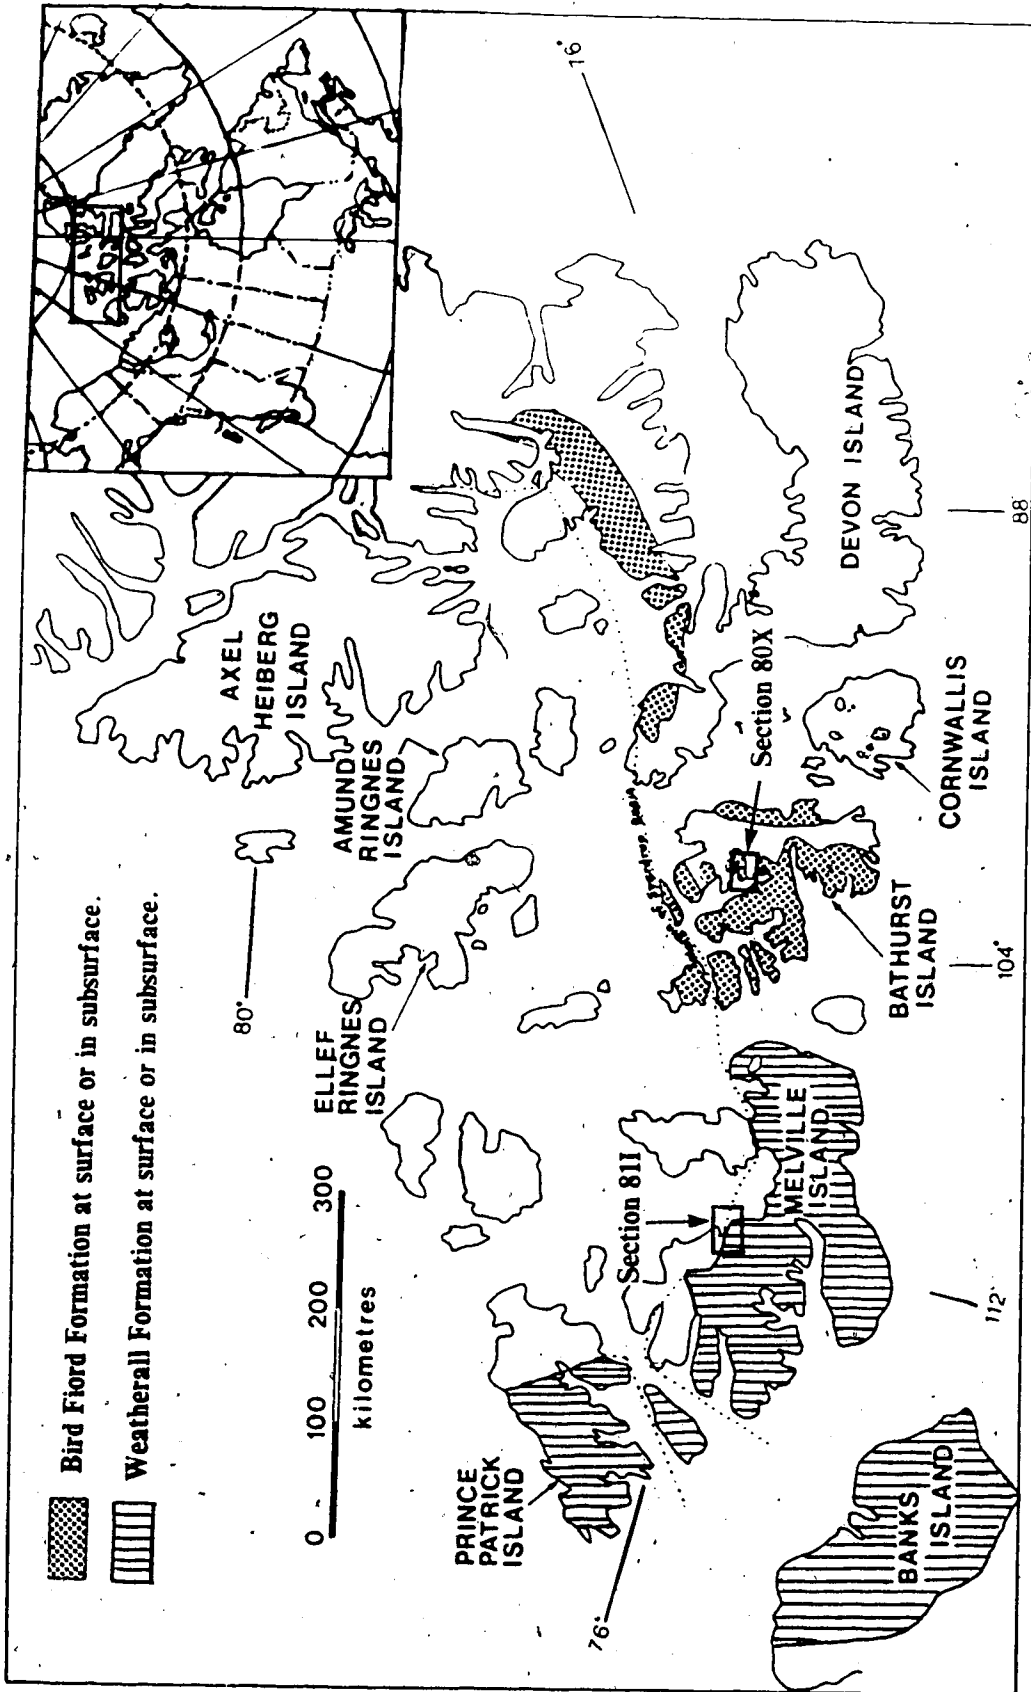 Bird Fiord Formation at surface or in subsurface.
Weatherall Formation at surface or in subsurface.
0 100 200 300
kilometres
80°
16°
AXEL
HEIBERG
ISLAND
AMUND
RINGNES
ISLAND
ELLEF
RINGNES
ISLAND
PRINCE
PATRICK
ISLAND
76°
Section 81I
MELVILLE
ISLAND
BANKS
ISLAND
112°
Section 80X
BATHURST
ISLAND
104°
CORNWALLIS
ISLAND
DEVON ISLAND
88